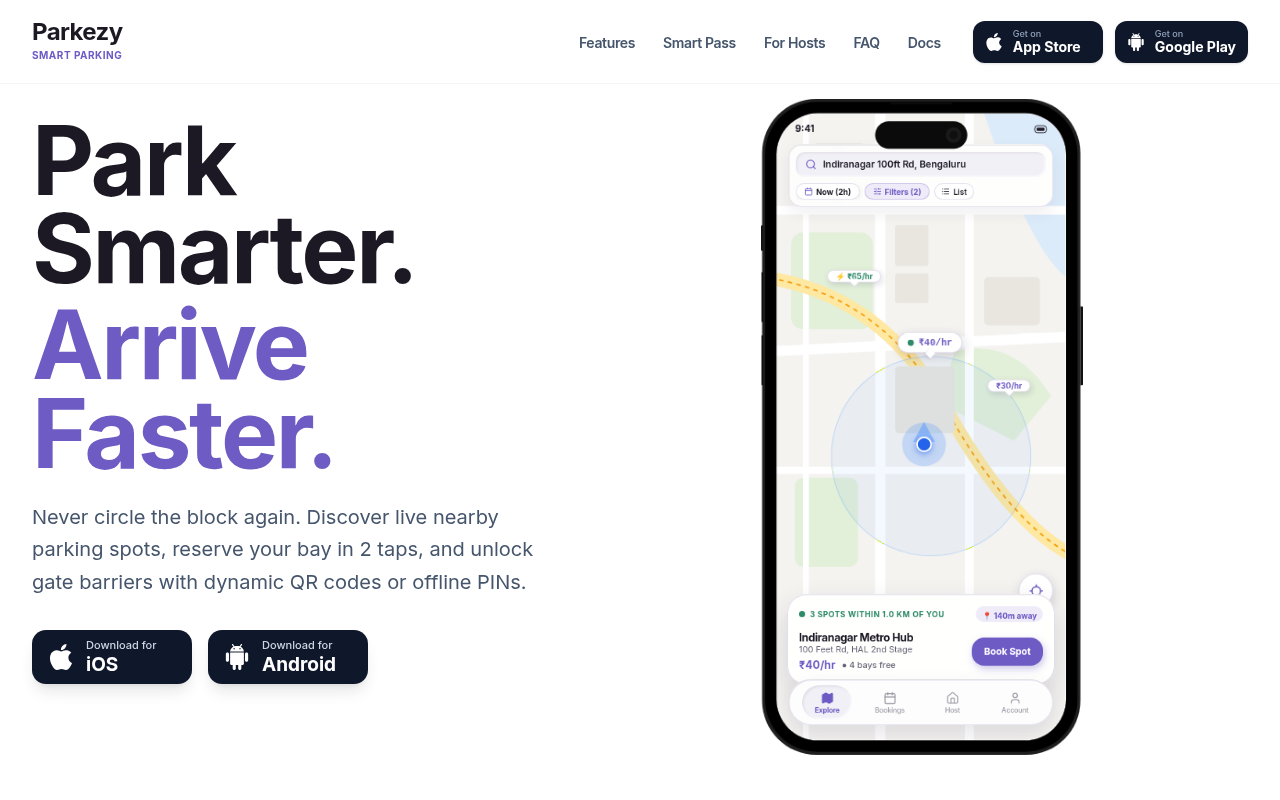 Parkezy
SMART PARKING
Features
Smart Pass
For Hosts
FAQ
Docs
Get on
App Store
Get on
Google Play
Park
Smarter.
Arrive
Faster.
Never circle the block again. Discover live nearby
parking spots, reserve your bay in 2 taps, and unlock
gate barriers with dynamic QR codes or offline PINs.
Download for
iOS
Download for
Android
9:41
Indiranagar 100ft Rd, Bengaluru
Now (2h)
Filters (2)
List
⚡ ₹65/hr
₹40/hr
₹30/hr
3 SPOTS WITHIN 1.0 KM OF YOU
📍 140m away
Indiranagar Metro Hub
100 Feet Rd, HAL 2nd Stage
₹40/hr ● 4 bays free
Book Spot
Explore
Bookings
Host
Account